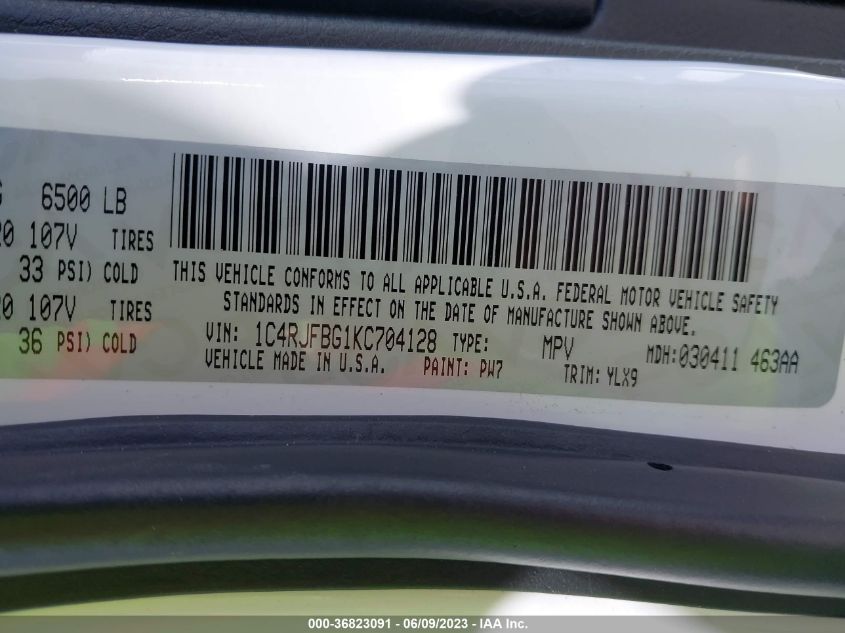 6500 LB
20 107V TIRES
33 PSI) COLD
20 107V TIRES
36 PSI) COLD
THIS VEHICLE CONFORMS TO ALL APPLICABLE U.S.A. FEDERAL MOTOR VEHICLE SAFETY
STANDARDS IN EFFECT ON THE DATE OF MANUFACTURE SHOWN ABOVE.
VIN: 1C4RJFBG1KC704128 TYPE: MPV MDH:030411 463AA
VEHICLE MADE IN U.S.A. PAINT: PW7 TRIM: YLX9
000-36823091 - 06/09/2023 - IAA Inc.